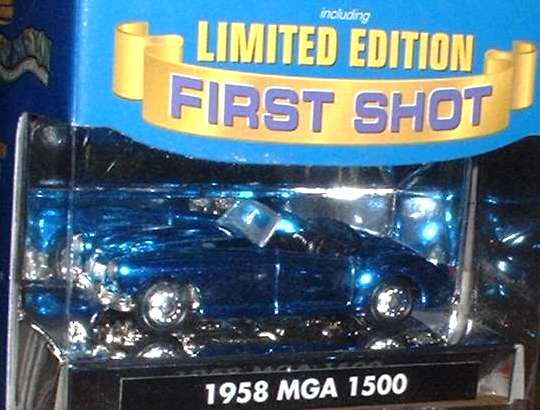 including
LIMITED EDITION
FIRST SHOT
1958 MGA 1500